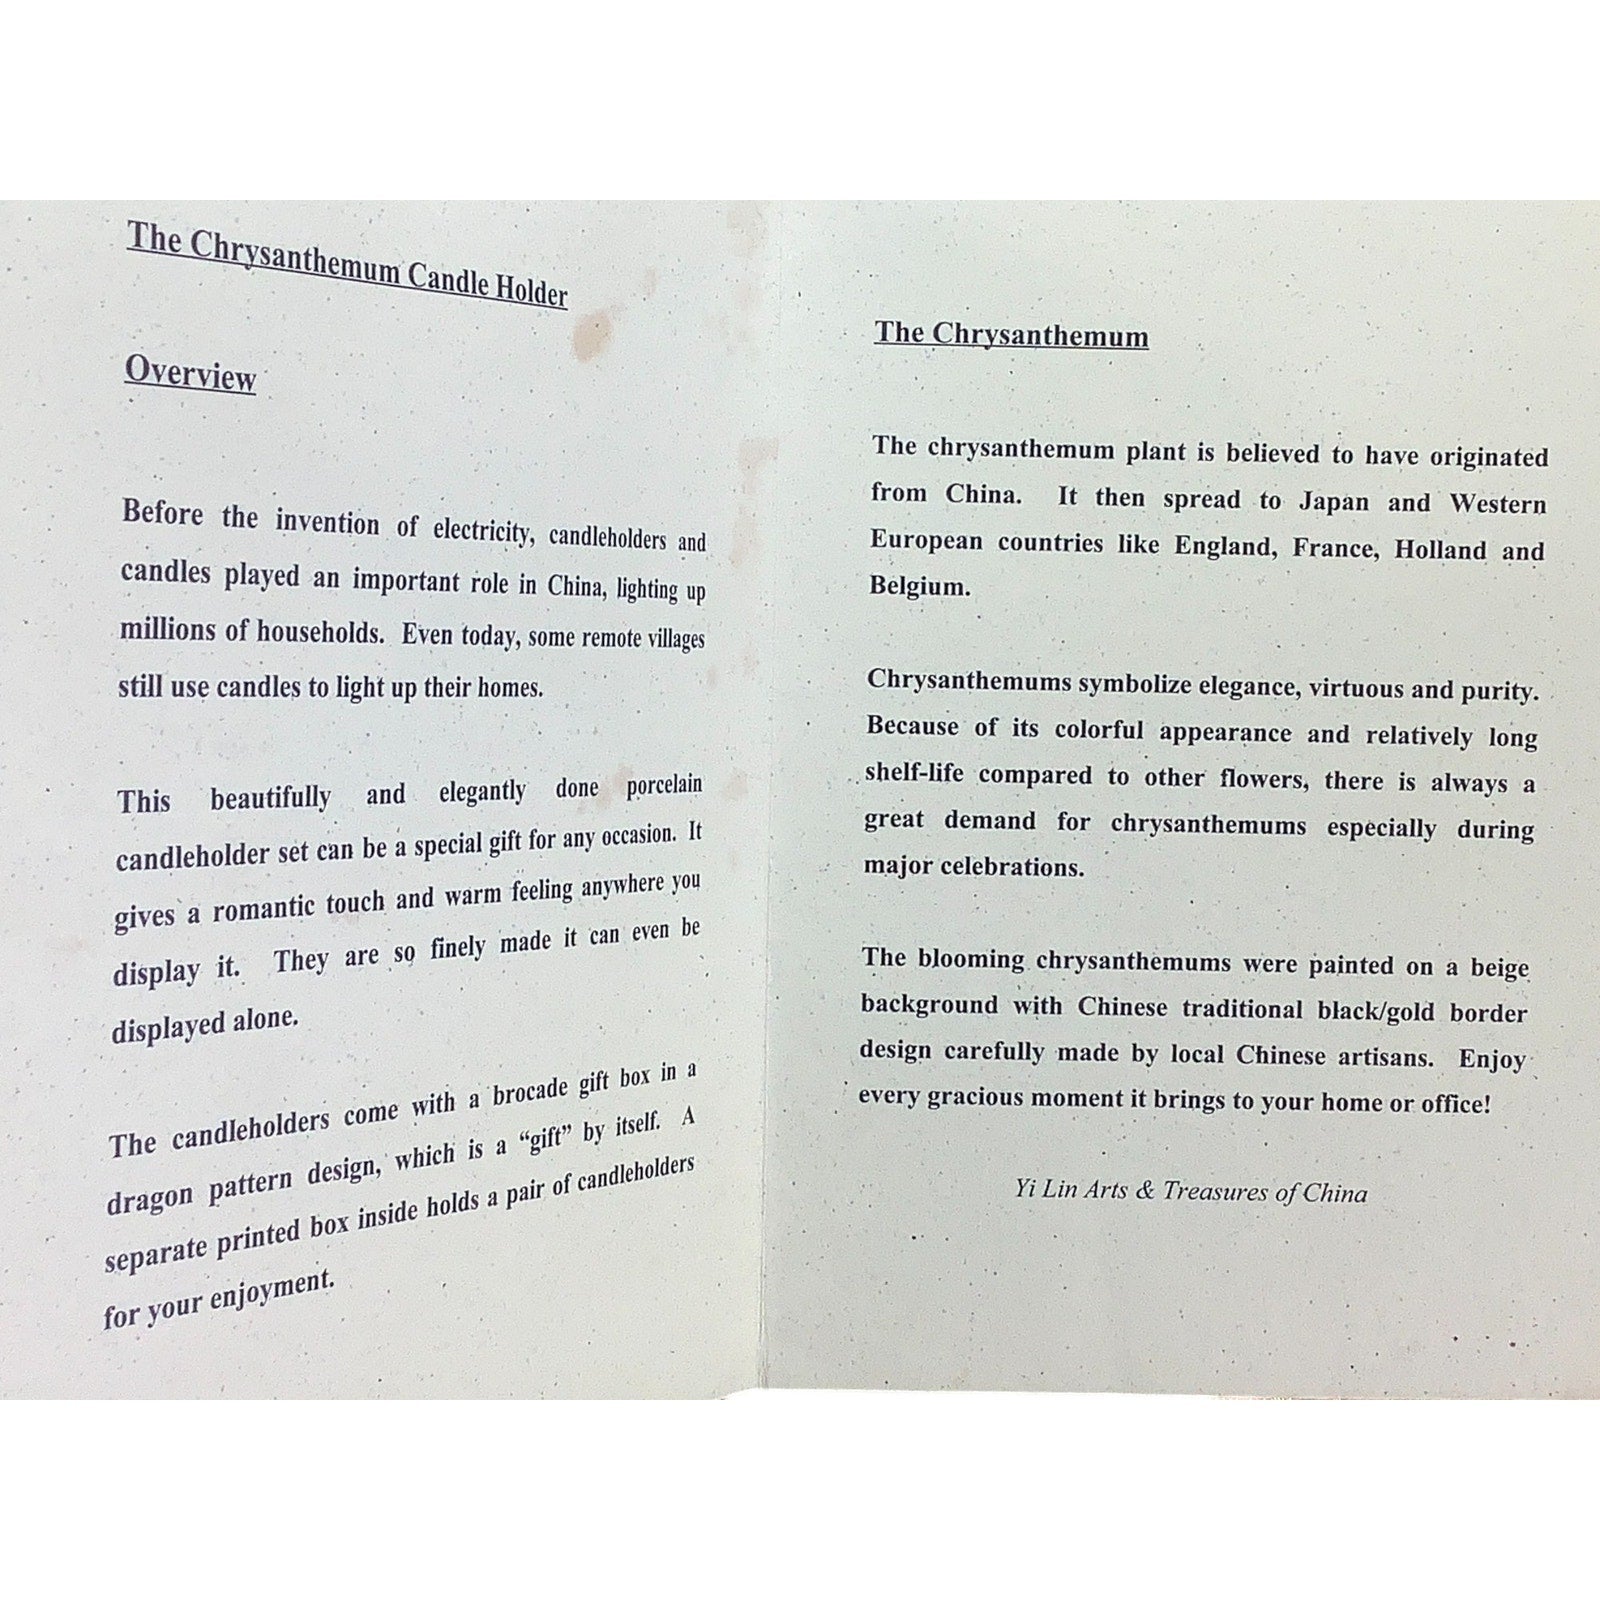 The Chrysanthemum Candle Holder
Overview
Before the invention of electricity, candleholders and
candles played an important role in China, lighting up
millions of households. Even today, some remote villages
still use candles to light up their homes.
This beautifully and elegantly done porcelain
candleholder set can be a special gift for any occasion. It
gives a romantic touch and warm feeling anywhere you
display it. They are so finely made it can even be
displayed alone.
The candleholders come with a brocade gift box in a
dragon pattern design, which is a “gift” by itself. A
separate printed box inside holds a pair of candleholders
for your enjoyment.
The Chrysanthemum
The chrysanthemum plant is believed to have originated
from China. It then spread to Japan and Western
European countries like England, France, Holland and
Belgium.
Chrysanthemums symbolize elegance, virtuous and purity.
Because of its colorful appearance and relatively long
shelf-life compared to other flowers, there is always a
great demand for chrysanthemums especially during
major celebrations.
The blooming chrysanthemums were painted on a beige
background with Chinese traditional black/gold border
design carefully made by local Chinese artisans. Enjoy
every gracious moment it brings to your home or office!
Yi Lin Arts & Treasures of China